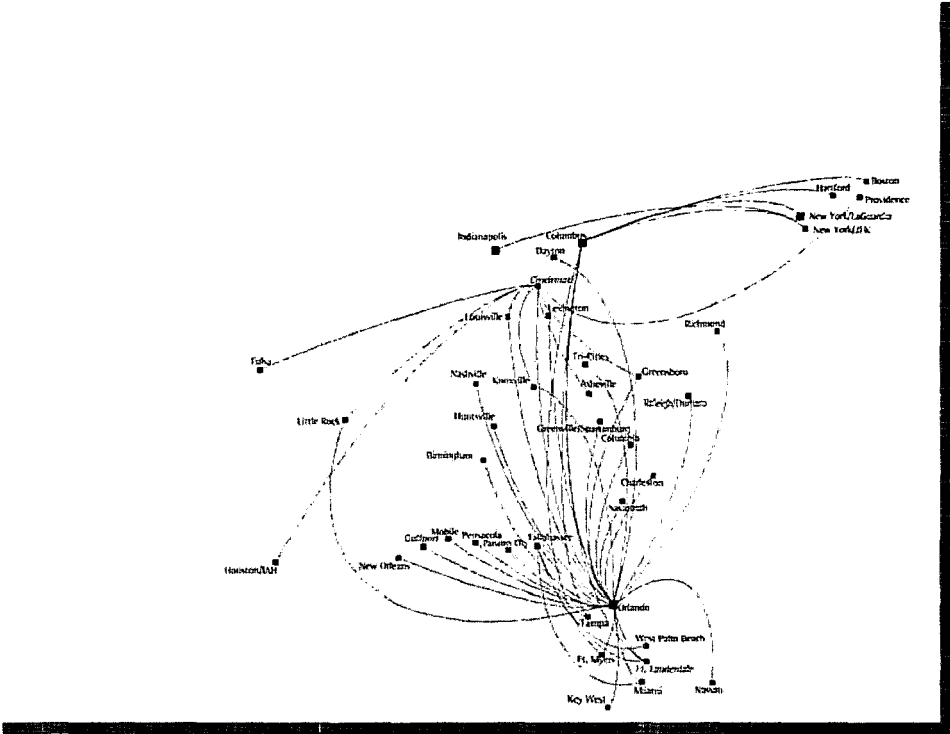 Boston
Hartford
Providence
New York/LaGuardia
New York/JFK
Indianapolis
Columbus
Dayton
Cincinnati
Lexington
Louisville
Richmond
Tulsa
Tri-Cities
Nashville
Knoxville
Asheville
Greensboro
Raleigh/Durham
Little Rock
Huntsville
Greenville/Spartanburg
Columbia
Birmingham
Charleston
Savannah
Mobile
Gulfport
Pensacola
Panama City
Tallahassee
New Orleans
Houston/IAH
Orlando
Tampa
West Palm Beach
Ft. Myers
Ft. Lauderdale
Miami
Nassau
Key West